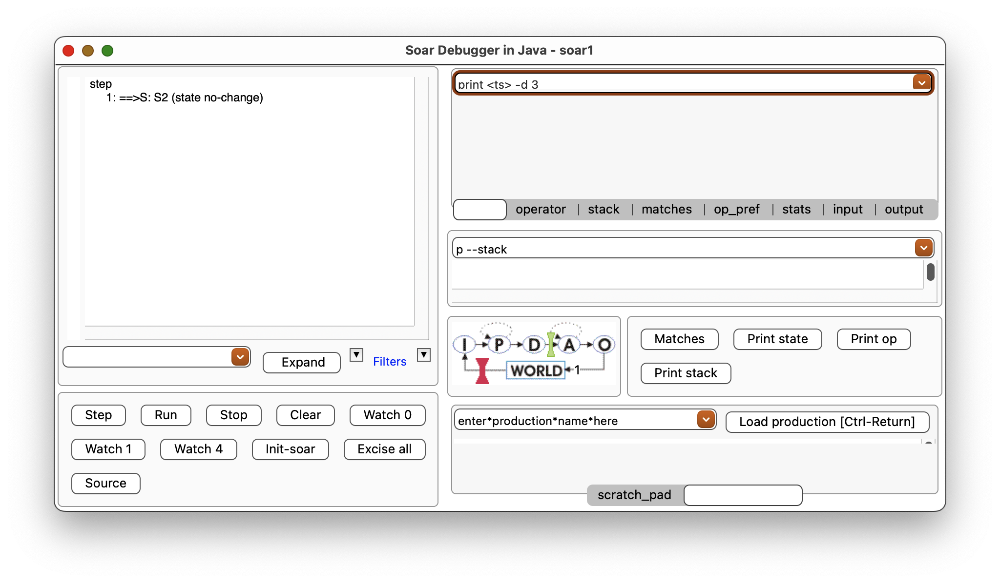 Soar Debugger in Java - soar1
step
1: ==>S: S2 (state no-change)
Expand
Filters
Step Run Stop Clear Watch 0
Watch 1 Watch 4 Init-soar Excise all
Source
print <ts> -d 3
operator stack matches op_pref stats input output
p --stack
I P D A O
WORLD 1
Matches Print state Print op
Print stack
enter*production*name*here Load production [Ctrl-Return]
scratch_pad